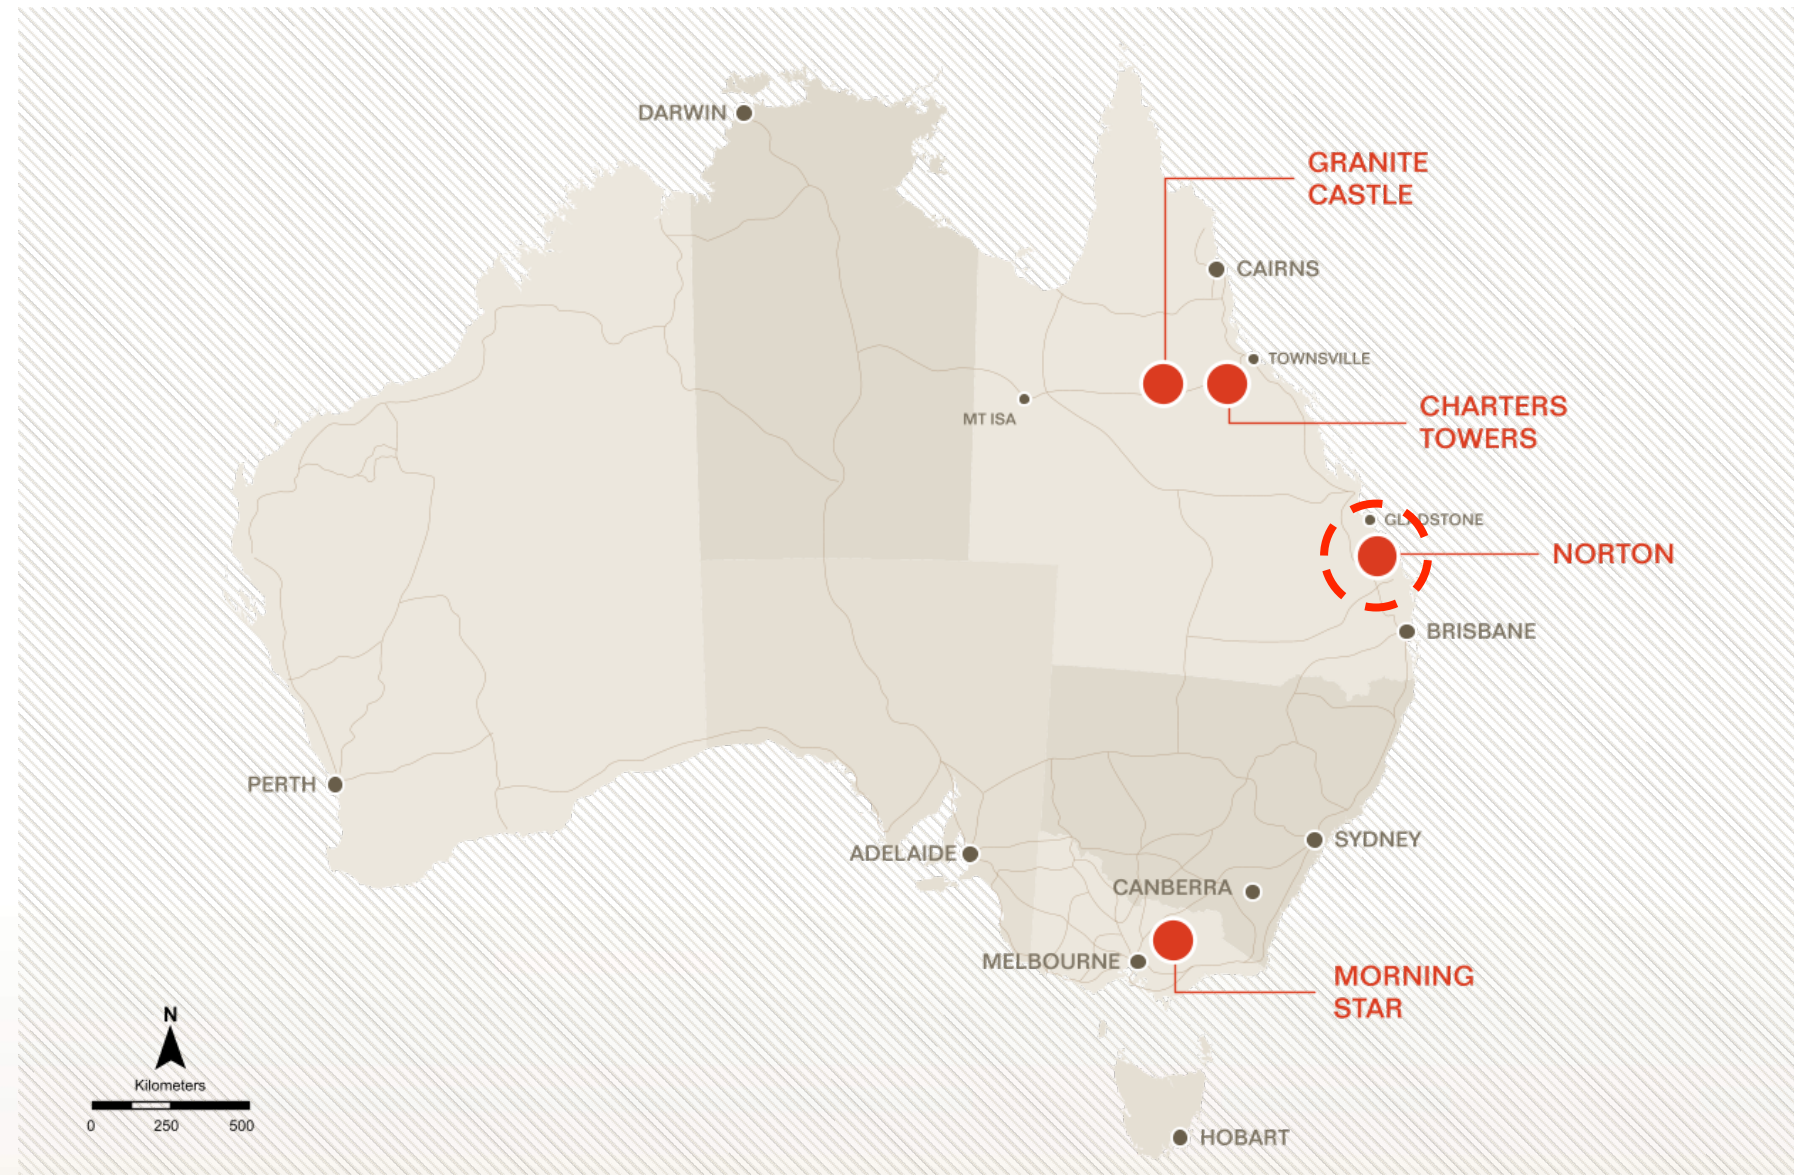 DARWIN
GRANITE
CASTLE
CAIRNS
TOWNSVILLE
MT ISA
CHARTERS
TOWERS
GLADSTONE
NORTON
BRISBANE
PERTH
SYDNEY
ADELAIDE
CANBERRA
MELBOURNE
MORNING
STAR
N
Kilometers
0 250 500
HOBART